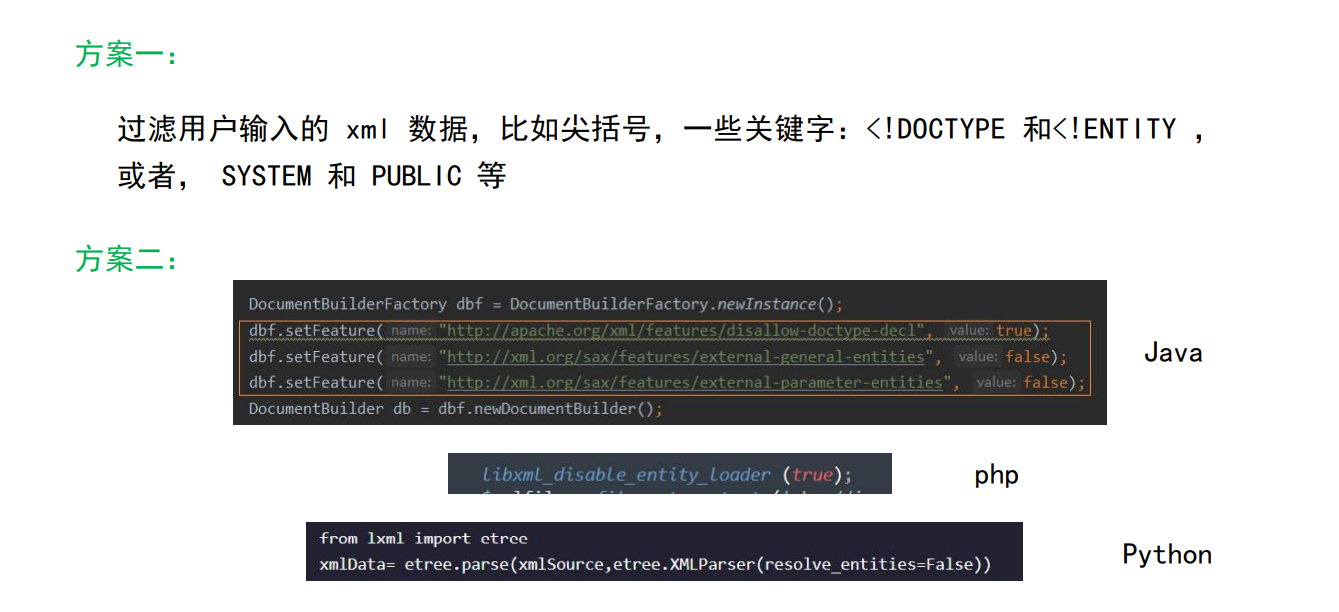 方案一：
过滤用户输入的 xml 数据，比如尖括号，一些关键字：<!DOCTYPE 和<!ENTITY ，
或者， SYSTEM 和 PUBLIC 等
方案二：
DocumentBuilderFactory dbf = DocumentBuilderFactory.newInstance();
dbf.setFeature( name: "http://apache.org/xml/features/disallow-doctype-decl", value: true);
dbf.setFeature( name: "http://xml.org/sax/features/external-general-entities", value: false);
dbf.setFeature( name: "http://xml.org/sax/features/external-parameter-entities", value: false);
DocumentBuilder db = dbf.newDocumentBuilder();
Java
libxml_disable_entity_loader (true);
php
from lxml import etree
xmlData= etree.parse(xmlSource,etree.XMLParser(resolve_entities=False))
Python